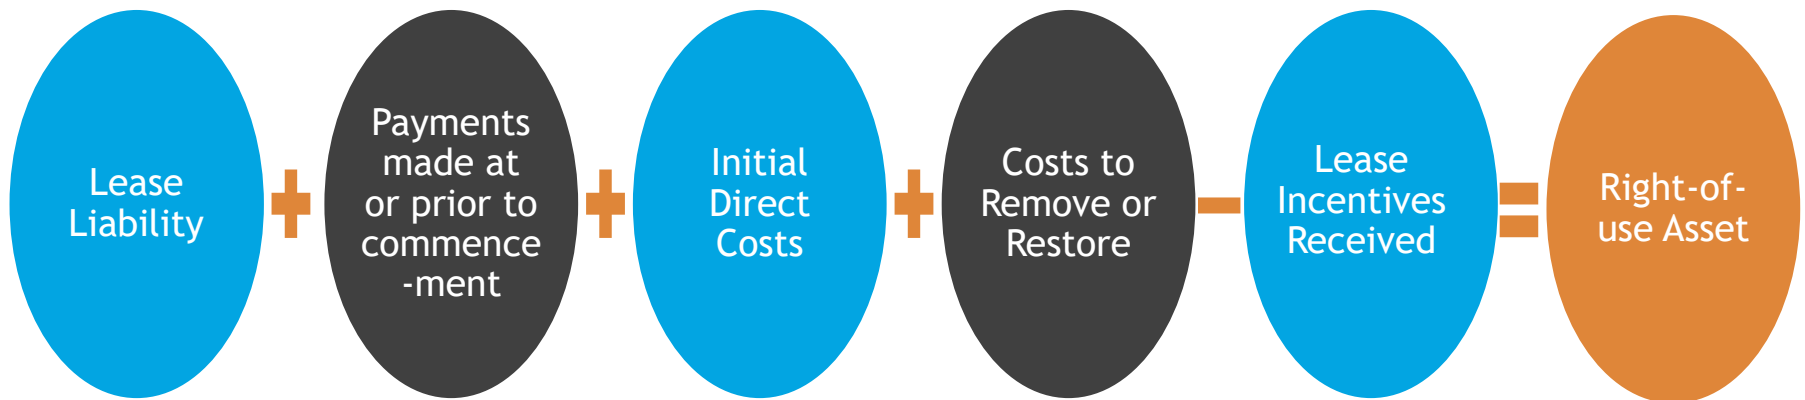 Lease
Liability
Payments
made at
or prior to
commence
-ment
Initial
Direct
Costs
Costs to
Remove or
Restore
Lease
Incentives
Received
Right-of-
use Asset